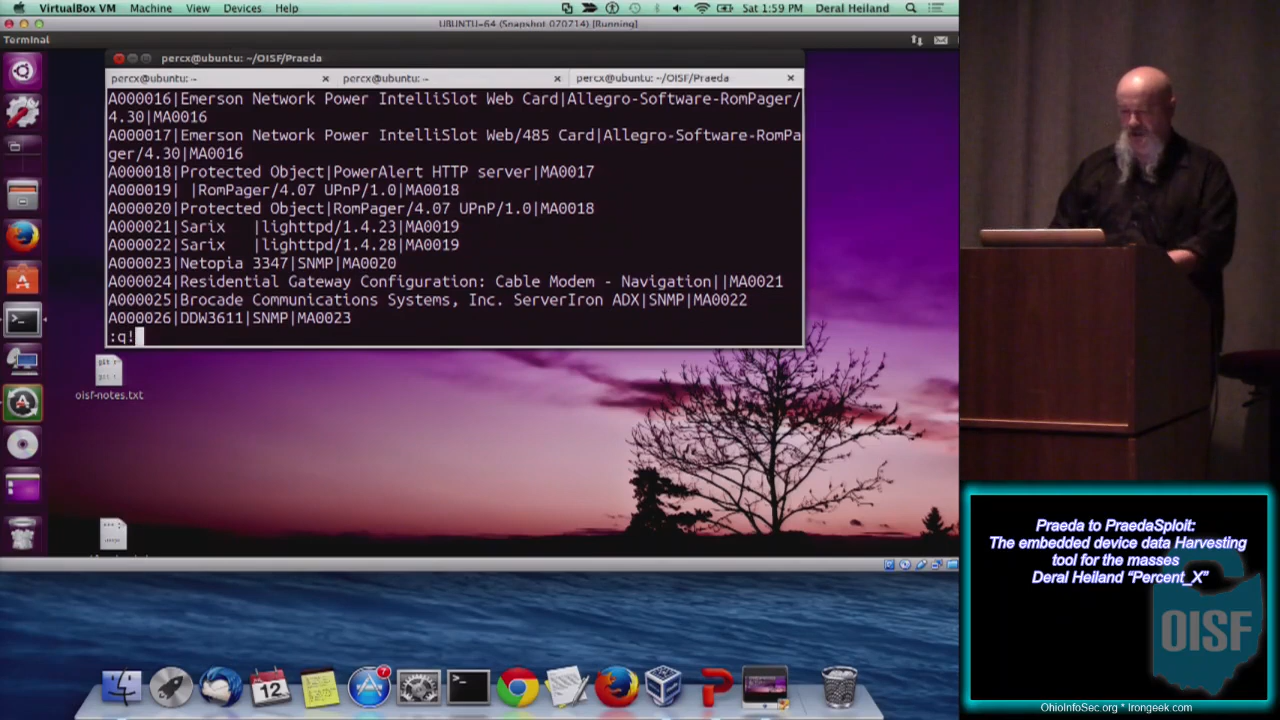 VirtualBox VM Machine View Devices Help Sat 1:59 PM Deral Heiland
UBUNTU-64 (Snapshot 070714) [Running]
Terminal
percx@ubuntu: ~/OISF/Praeda
percx@ubuntu: ~ percx@ubuntu: ~ percx@ubuntu: ~/OISF/Praeda
A000016|Emerson Network Power IntelliSlot Web Card|Allegro-Software-RomPager/
4.30|MA0016
A000017|Emerson Network Power IntelliSlot Web/485 Card|Allegro-Software-RomPa
ger/4.30|MA0016
A000018|Protected Object|PowerAlert HTTP server|MA0017
A000019| |RomPager/4.07 UPnP/1.0|MA0018
A000020|Protected Object|RomPager/4.07 UPnP/1.0|MA0018
A000021|Sarix   |lighttpd/1.4.23|MA0019
A000022|Sarix   |lighttpd/1.4.28|MA0019
A000023|Netopia 3347|SNMP|MA0020
A000024|Residential Gateway Configuration: Cable Modem - Navigation||MA0021
A000025|Brocade Communications Systems, Inc. ServerIron ADX|SNMP|MA0022
A000026|DDW3611|SNMP|MA0023
:q!
oisf-notes.txt
12
7
Praeda to PraedaSploit:
The embedded device data Harvesting
tool for the masses
Deral Heiland "Percent_X"
OISF
OhioInfoSec.org * Irongeek.com